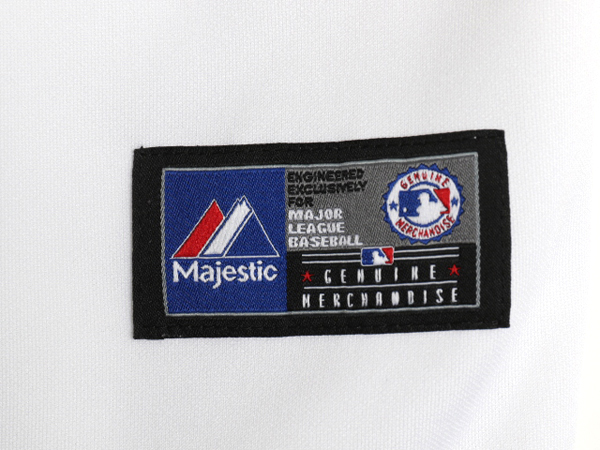 Majestic
ENGINEERED
EXCLUSIVELY
FOR
MAJOR
LEAGUE
BASEBALL
GENUINE
MERCHANDISE
GENUINE
MERCHANDISE